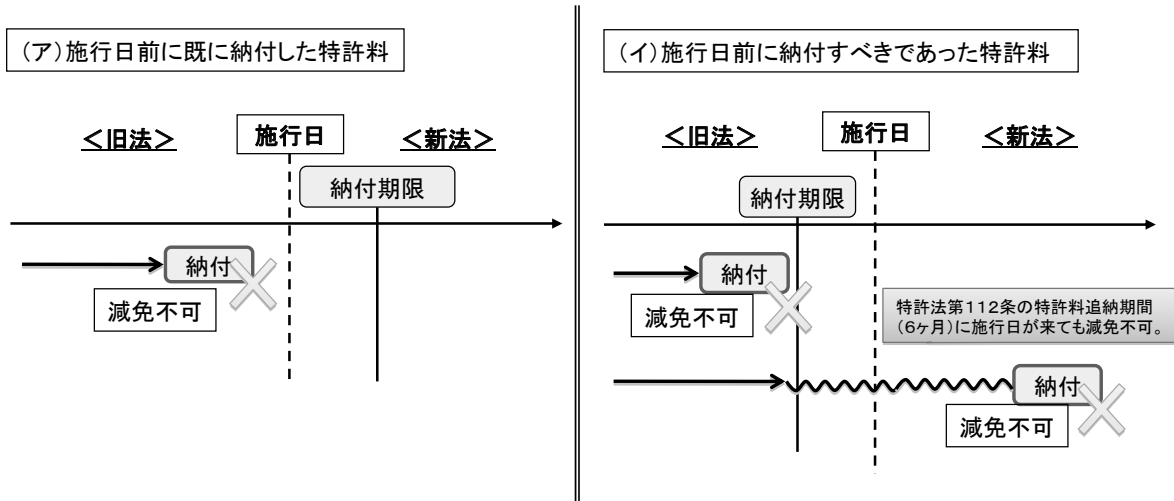 (ア)施行日前に既に納付した特許料
<旧法>
施行日
<新法>
納付期限
納付
減免不可
(イ)施行日前に納付すべきであった特許料
<旧法>
施行日
<新法>
納付期限
納付
減免不可
特許法第112条の特許料追納期間
(6ヶ月)に施行日が来ても減免不可。
納付
減免不可